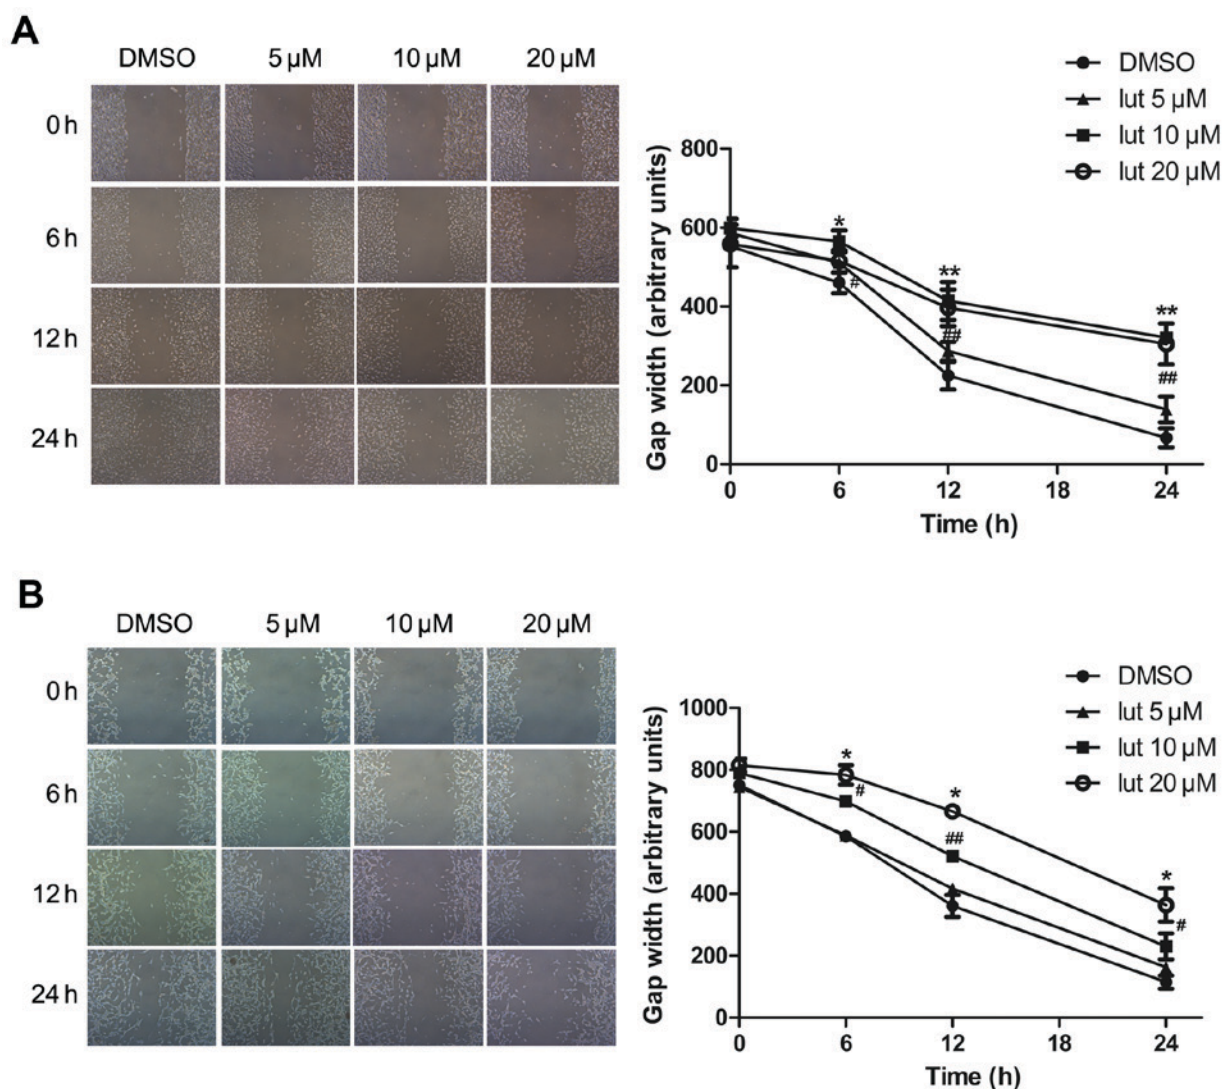 A
DMSO 5 µM 10 µM 20 µM
0 h
6 h
12 h
24 h
DMSO
lut 5 µM
lut 10 µM
lut 20 µM
Gap width (arbitrary units)
800
600
400
200
0
* # ** ## ** ##
0 6 12 18 24
Time (h)
B
DMSO 5 µM 10 µM 20 µM
0 h
6 h
12 h
24 h
DMSO
lut 5 µM
lut 10 µM
lut 20 µM
Gap width (arbitrary units)
1000
800
600
400
200
0
* # * ## * #
0 6 12 18 24
Time (h)